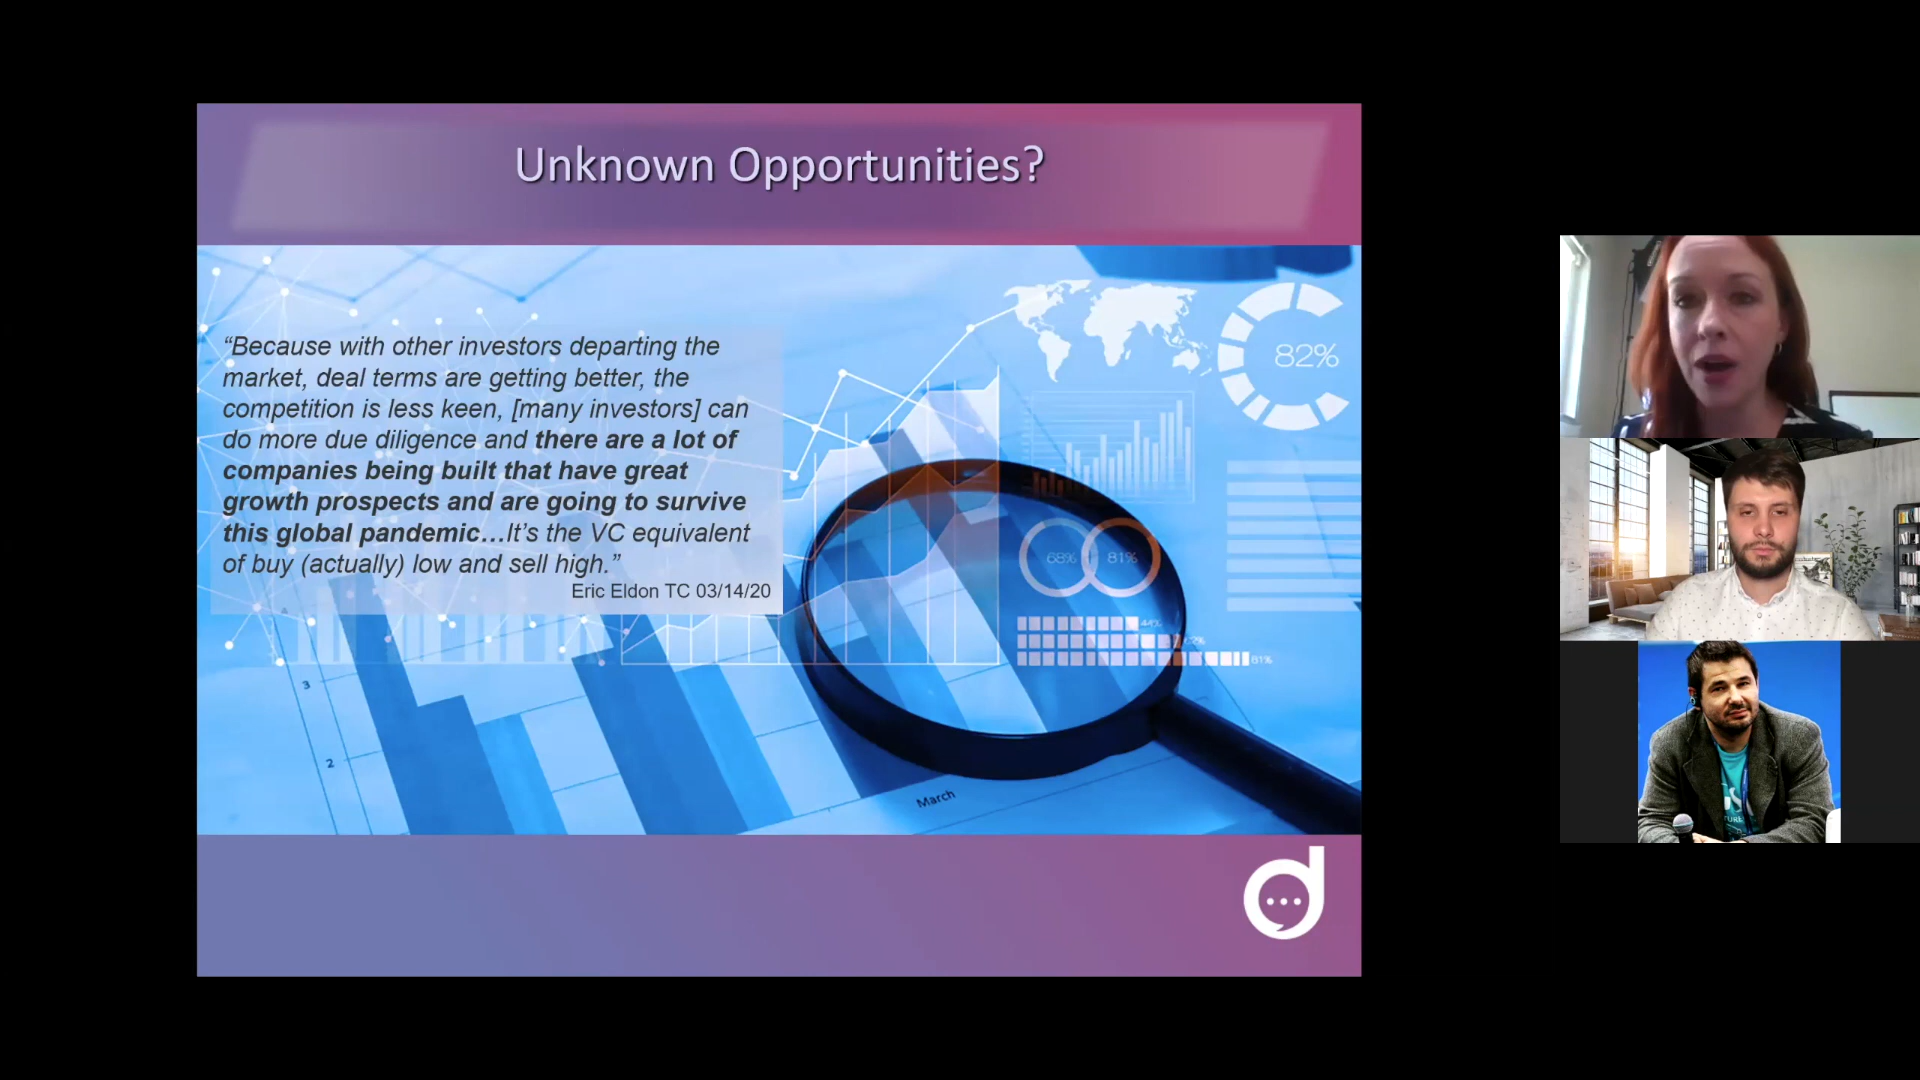 Unknown Opportunities?
“Because with other investors departing the
market, deal terms are getting better, the
competition is less keen, [many investors] can
do more due diligence and there are a lot of
companies being built that have great
growth prospects and are going to survive
this global pandemic…It’s the VC equivalent
of buy (actually) low and sell high.”
Eric Eldon TC 03/14/20
82%
68%
81%
44%
62%
81%
3
2
March